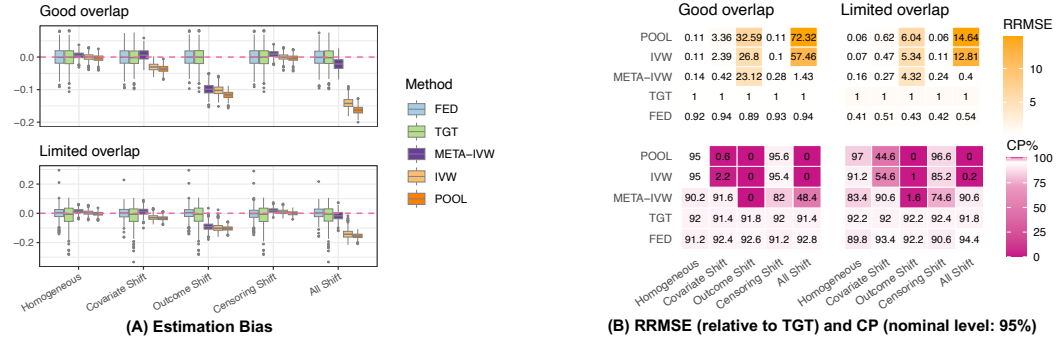 Good overlap
0.0
−0.1
−0.2
Limited overlap
0.2
0.0
−0.2
Homogeneous
Covariate Shift
Outcome Shift
Censoring Shift
All Shift
Method
FED
TGT
META-IVW
IVW
POOL
(A) Estimation Bias
Good overlap
Limited overlap
POOL 0.11 3.36 32.59 0.11 72.32 0.06 0.62 6.04 0.06 14.64
IVW 0.11 2.39 26.8 0.1 57.46 0.07 0.47 5.34 0.11 12.81
META-IVW 0.14 0.42 23.12 0.28 1.43 0.16 0.27 4.32 0.24 0.4
TGT 1 1 1 1 1 1 1 1 1 1
FED 0.92 0.94 0.89 0.93 0.94 0.41 0.51 0.43 0.42 0.54
RRMSE
10
5
POOL 95 0.6 0 95.6 0 97 44.6 0 96.6 0
IVW 95 2.2 0 95.4 0 91.2 54.6 1 85.2 0.2
META-IVW 90.2 91.6 0 82 48.4 83.4 90.6 1.6 74.6 90.6
TGT 92 91.4 91.8 92 91.4 92.2 92 92.2 92.4 91.8
FED 91.2 92.4 92.6 91.2 92.8 89.8 93.4 92.2 90.6 94.4
CP%
100
75
50
25
0
Homogeneous
Covariate Shift
Outcome Shift
Censoring Shift
All Shift
Homogeneous
Covariate Shift
Outcome Shift
Censoring Shift
All Shift
(B) RRMSE (relative to TGT) and CP (nominal level: 95%)